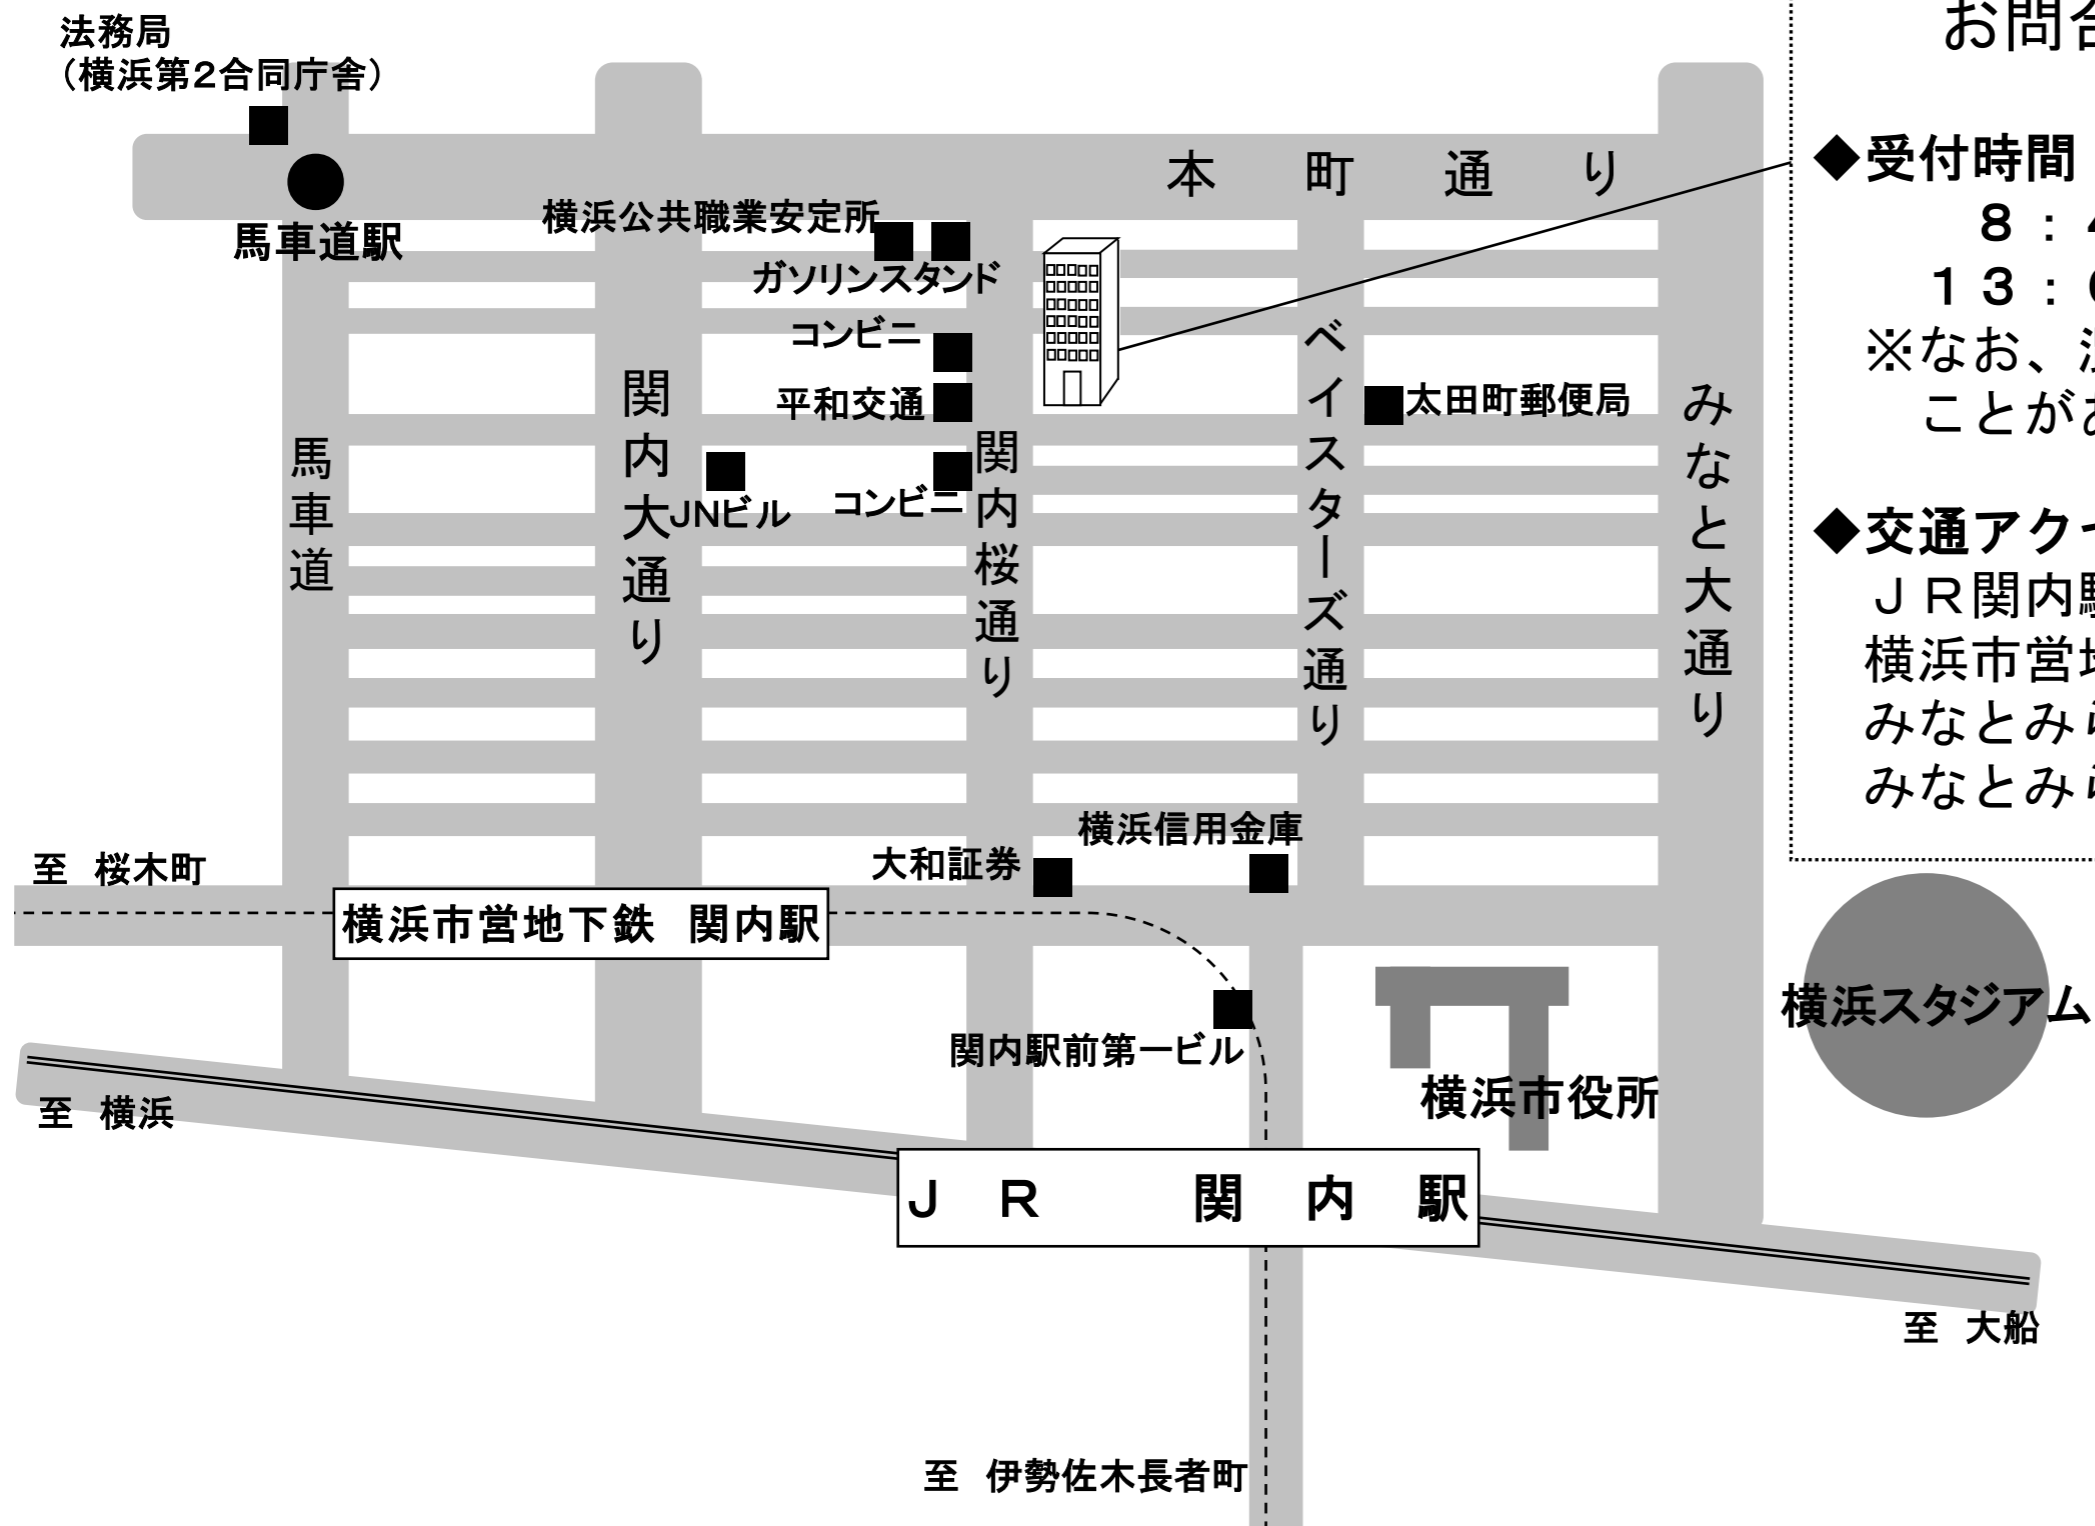 法務局
（横浜第２合同庁舎）
馬車道駅
本町通り
横浜公共職業安定所
ガソリンスタンド
コンビニ
平和交通
コンビニ
JNビル
太田町郵便局
馬車道
関内大通り
関内桜通り
ベイスターズ通り
みなと大通り
横浜信用金庫
大和証券
至　桜木町
横浜市営地下鉄　関内駅
関内駅前第一ビル
横浜市役所
横浜スタジアム
至　横浜
ＪＲ　関内駅
至　大船
至　伊勢佐木長者町
お問
◆受付時間
８：
１３：
※なお、
ことが
◆交通アク
ＪＲ関内
横浜市営
みなとみ
みなとみ